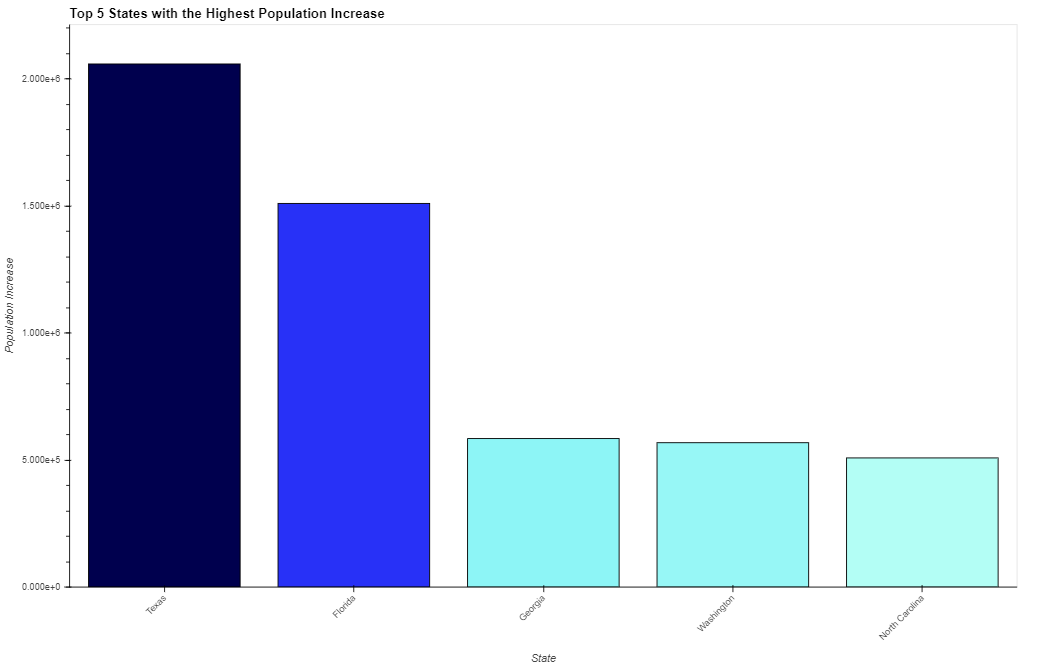 Top 5 States with the Highest Population Increase
2.000e+6
1.500e+6
1.000e+6
5.000e+5
0.000e+0
Population Increase
Texas
Florida
Georgia
Washington
North Carolina
State